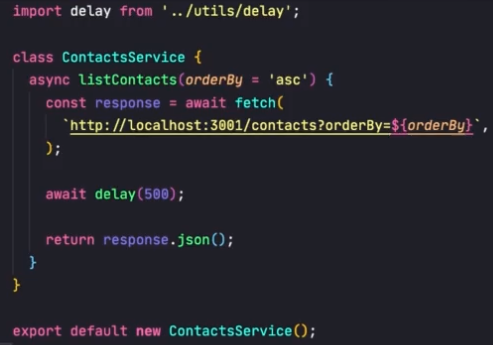 import delay from '../utils/delay';
class ContactsService {
async listContacts(orderBy = 'asc') {
const response = await fetch(
`http://localhost:3001/contacts?orderBy=${orderBy}`,
);
await delay(500);
return response.json();
}
}
export default new ContactsService();